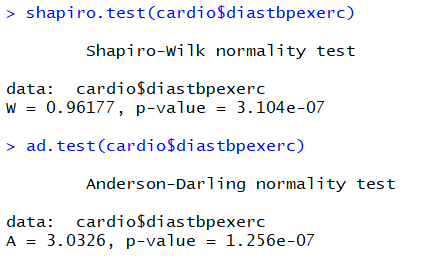 > shapiro.test(cardio$diastbpexerc)
Shapiro-Wilk normality test
data:  cardio$diastbpexerc
W = 0.96177, p-value = 3.104e-07
> ad.test(cardio$diastbpexerc)
Anderson-Darling normality test
data:  cardio$diastbpexerc
A = 3.0326, p-value = 1.256e-07